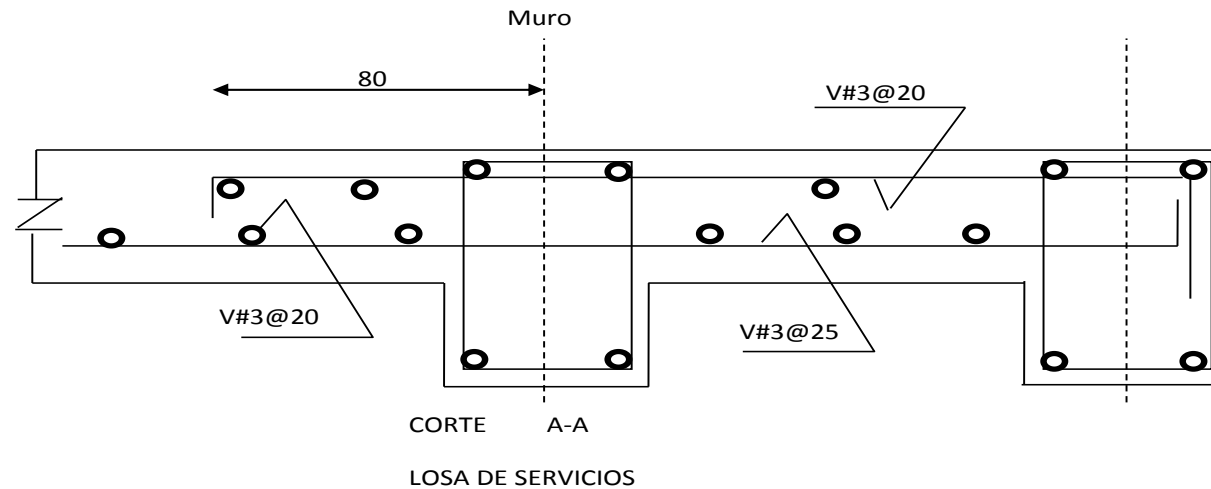 Muro
80
V#3@20
V#3@20
V#3@25
CORTE A-A
LOSA DE SERVICIOS